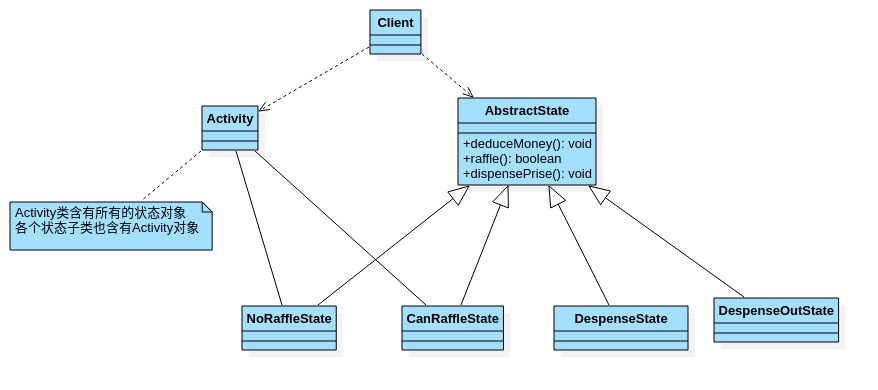 Client
Activity
AbstractState
+deduceMoney(): void
+raffle(): boolean
+dispensePrise(): void
Activity类含有所有的状态对象
各个状态子类也含有Activity对象
NoRaffleState
CanRaffleState
DespenseState
DespenseOutState